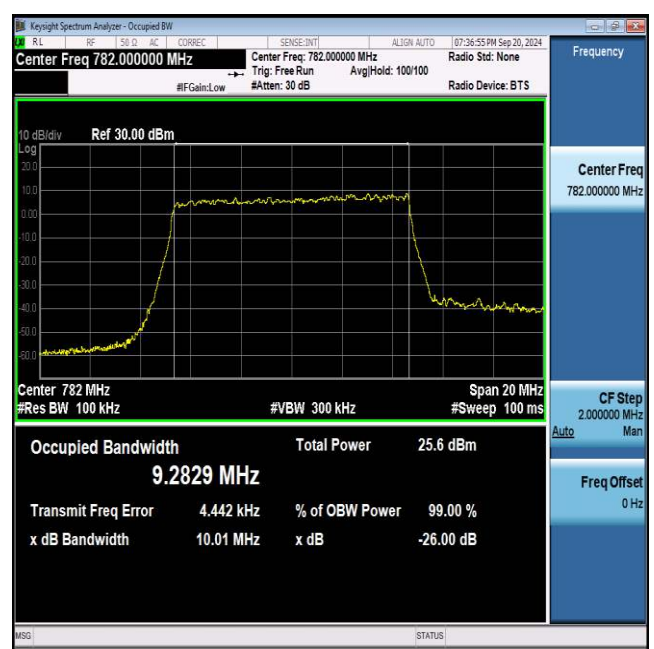 Keysight Spectrum Analyzer - Occupied BW
RL RF 50 Ω AC CORREC SENSE:INT ALIGN AUTO 07:36:55 PM Sep 20, 2024
Center Freq 782.000000 MHz
Center Freq: 782.000000 MHz Radio Std: None
Trig: Free Run Avg|Hold: 100/100
#IFGain:Low #Atten: 30 dB Radio Device: BTS
10 dB/div Ref 30.00 dBm
Log
20.0
10.0
0.00
-10.0
-20.0
-30.0
-40.0
-50.0
-60.0
Center 782 MHz Span 20 MHz
#Res BW 100 kHz #VBW 300 kHz #Sweep 100 ms
Occupied Bandwidth Total Power 25.6 dBm
9.2829 MHz
Transmit Freq Error 4.442 kHz % of OBW Power 99.00 %
x dB Bandwidth 10.01 MHz x dB -26.00 dB
MSG STATUS
Frequency
Center Freq
782.000000 MHz
CF Step
2.000000 MHz
Auto Man
Freq Offset
0 Hz